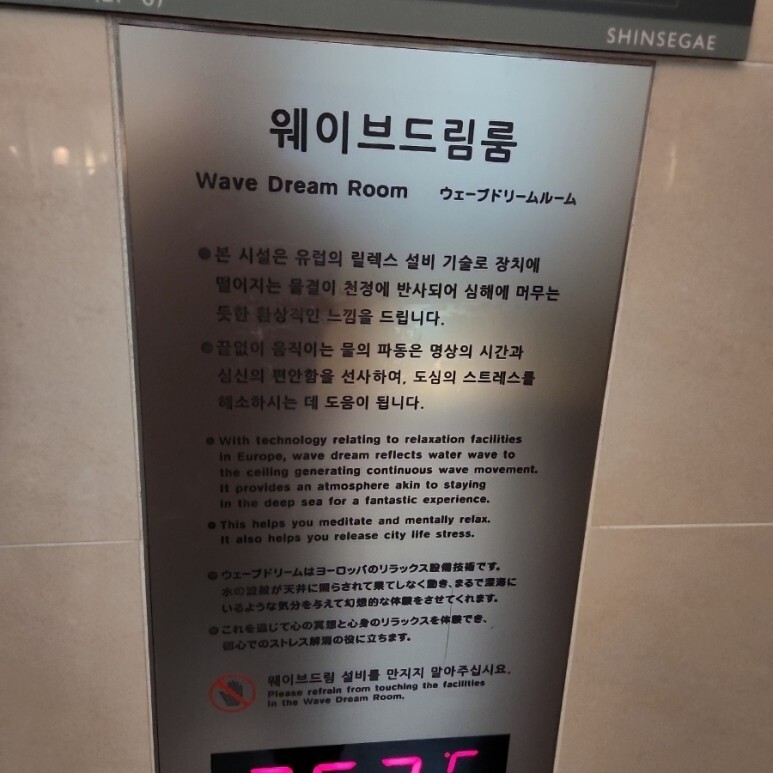 SHINSEGAE
웨이브드림룸
Wave Dream Room ウェーブドリームルーム
● 본 시설은 유럽의 릴렉스 설비 기술로 장치에
떨어지는 물결이 천정에 반사되어 심해에 머무는
듯한 환상적인 느낌을 드립니다.
● 끝없이 움직이는 물의 파동은 명상의 시간과
심신의 편안함을 선사하여, 도심의 스트레스를
해소하시는 데 도움이 됩니다.
● With technology relating to relaxation facilities
in Europe, wave dream reflects water wave to
the ceiling generating continuous wave movement.
It provides an atmosphere akin to staying
in the deep sea for a fantastic experience.
● This helps you meditate and mentally relax.
It also helps you release city life stress.
● ウェーブドリームはヨーロッパのリラックス設備技術です。
水の波紋が天井に照らされて果てしなく動き、まるで深海に
いるような気分を与えて幻想的な体験をさせてくれます。
● これを通じて心の冥想と心身のリラックスを体験でき、
都心でのストレス解消の役に立ちます。
웨이브드림 설비를 만지지 말아주십시요.
Please refrain from touching the facilities
in the Wave Dream Room.